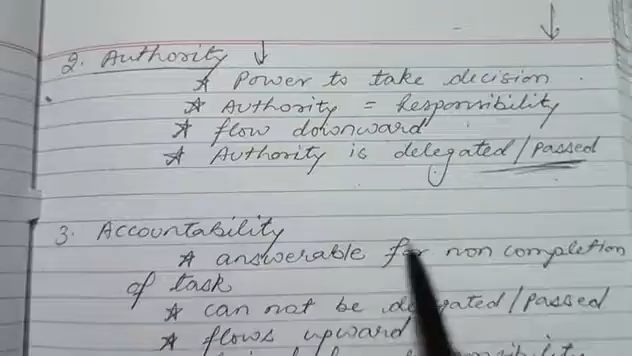 2. Authority ↓
☆ Power to take decision.
☆ Authority = Responsibility
☆ flow downward
☆ Authority is delegated/passed
3. Accountability
☆ answerable for non completion
of task
☆ can not be delegated/passed
☆ flows upward